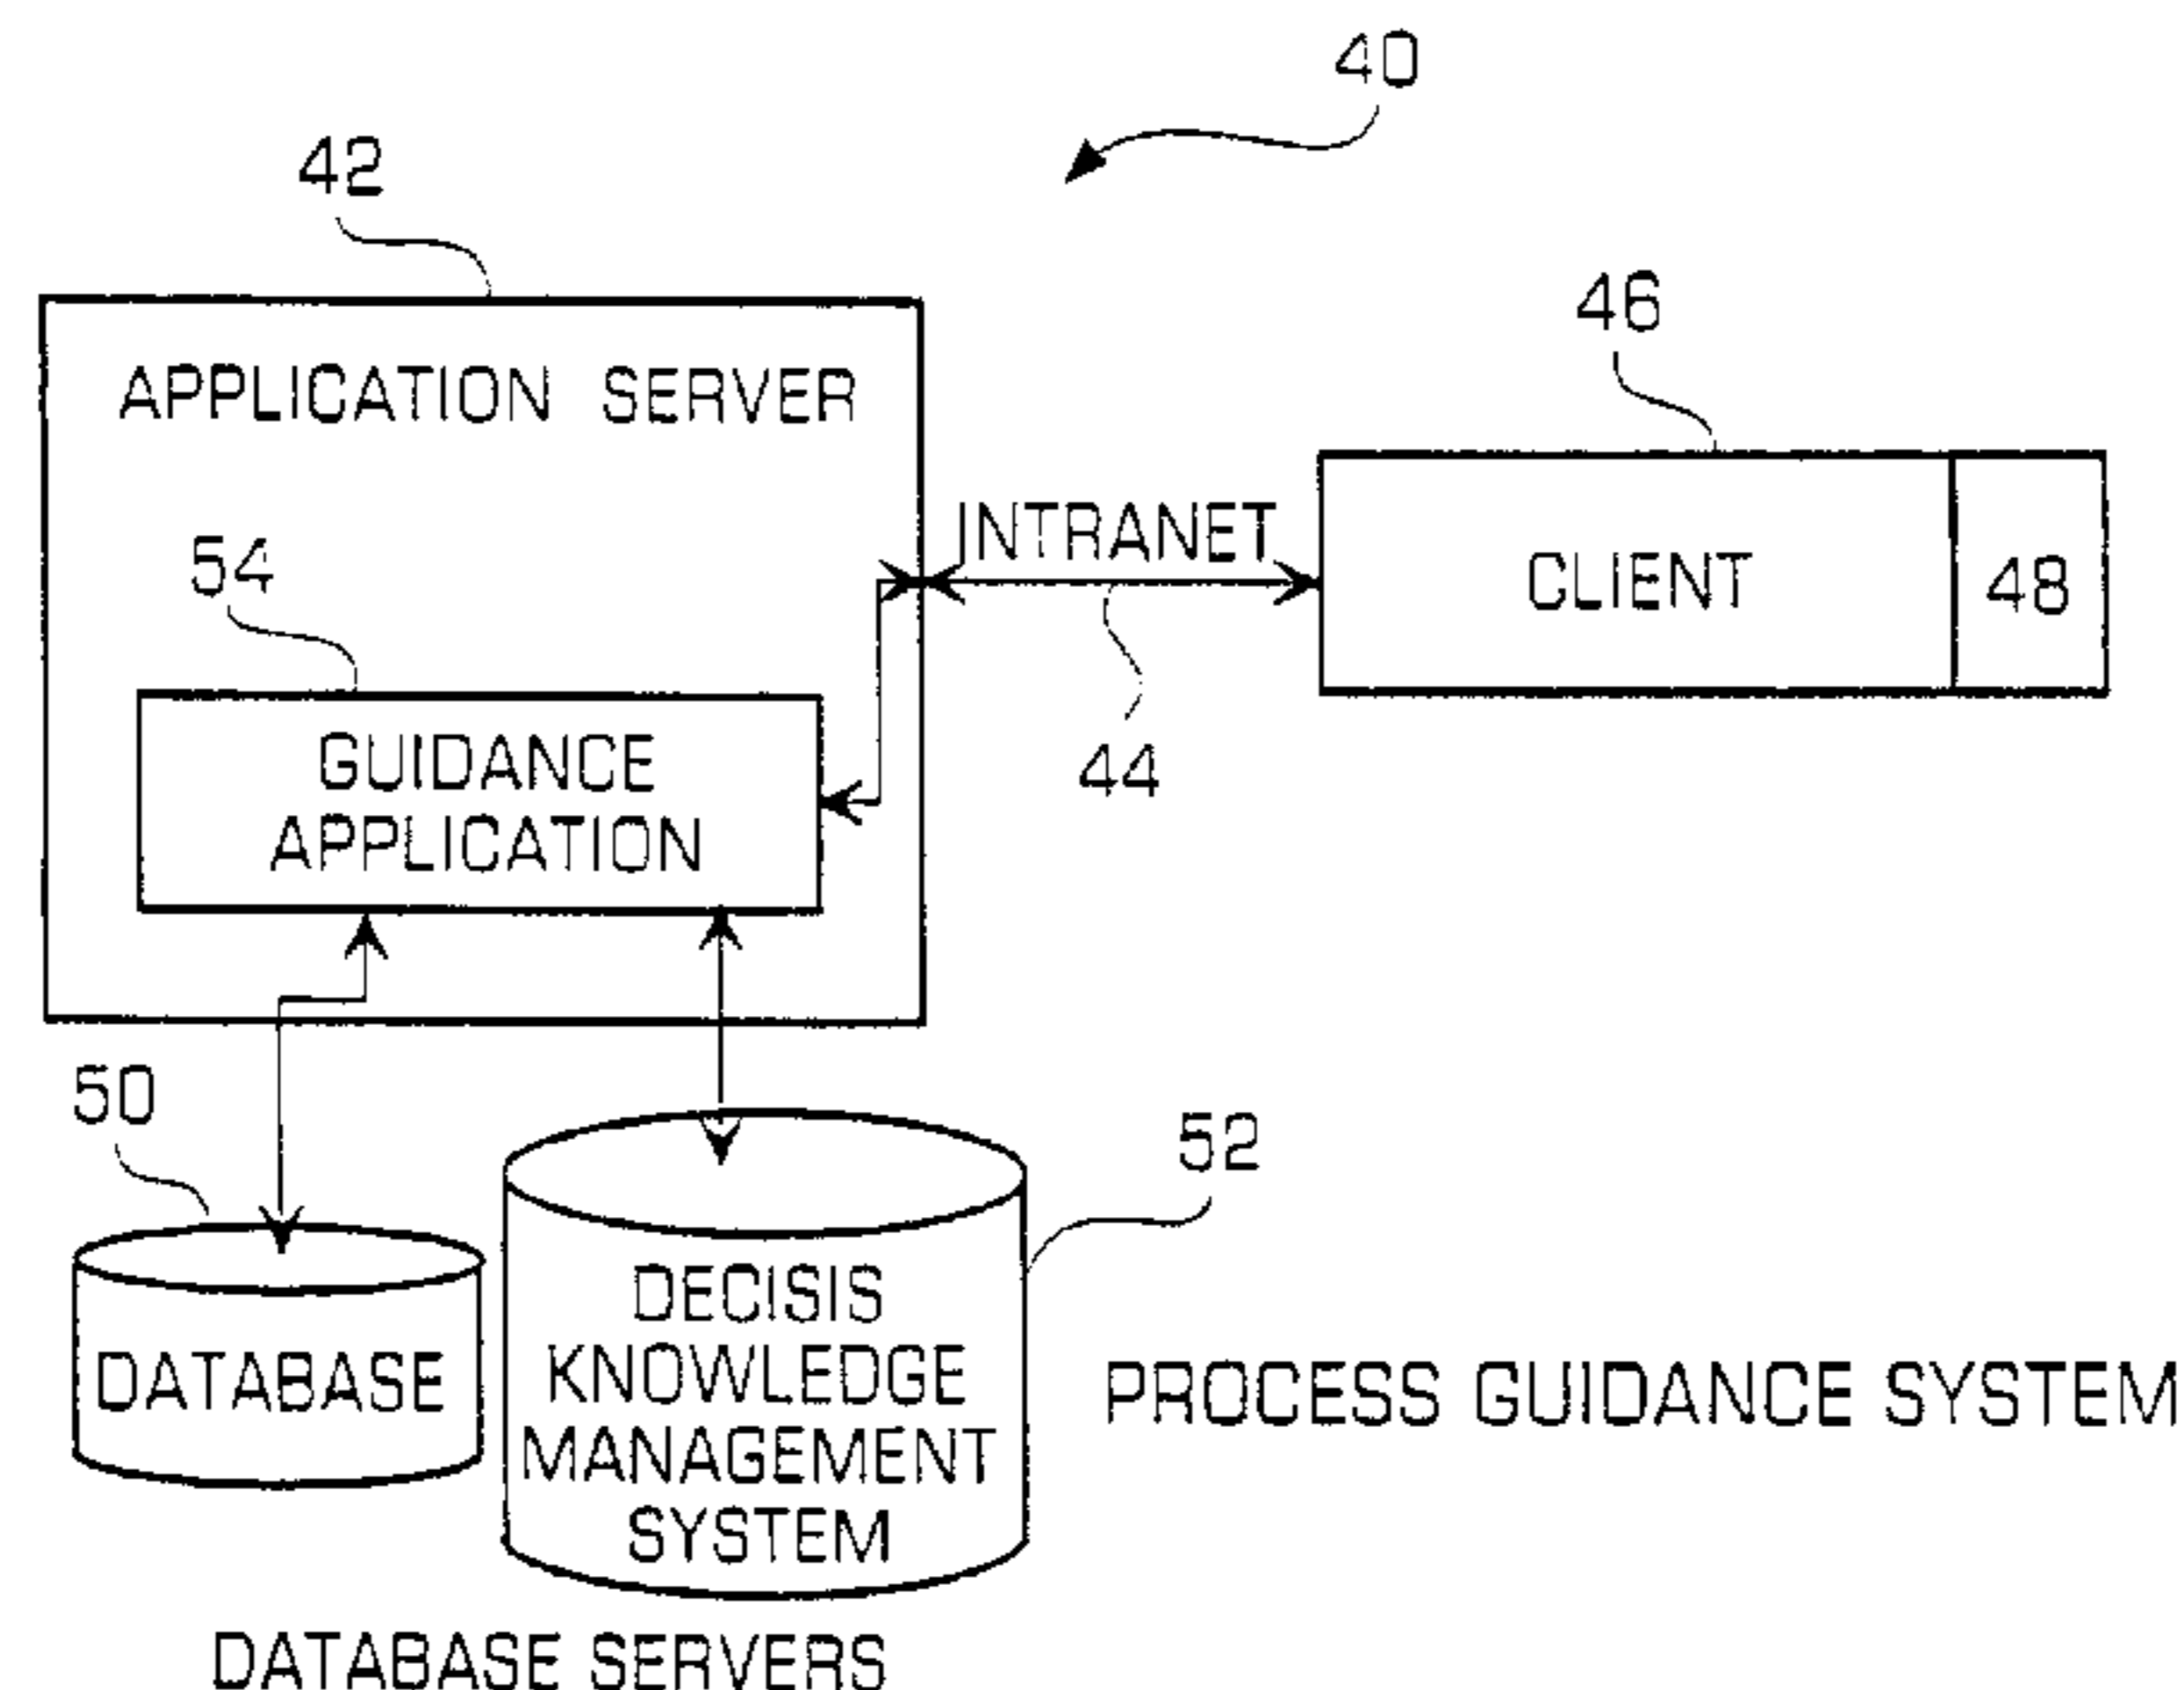 40
42
APPLICATION SERVER
46
INTRANET
CLIENT
48
54
44
GUIDANCE
APPLICATION
50
52
DATABASE
DECISIS
KNOWLEDGE
MANAGEMENT
SYSTEM
PROCESS GUIDANCE SYSTEM
DATABASE SERVERS